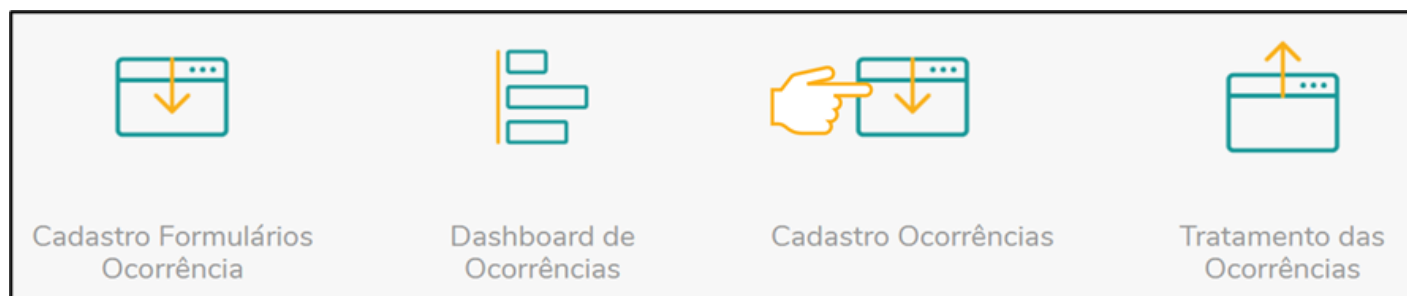 Cadastro Formulários
Ocorrência
Dashboard de
Ocorrências
Cadastro Ocorrências
Tratamento das
Ocorrências